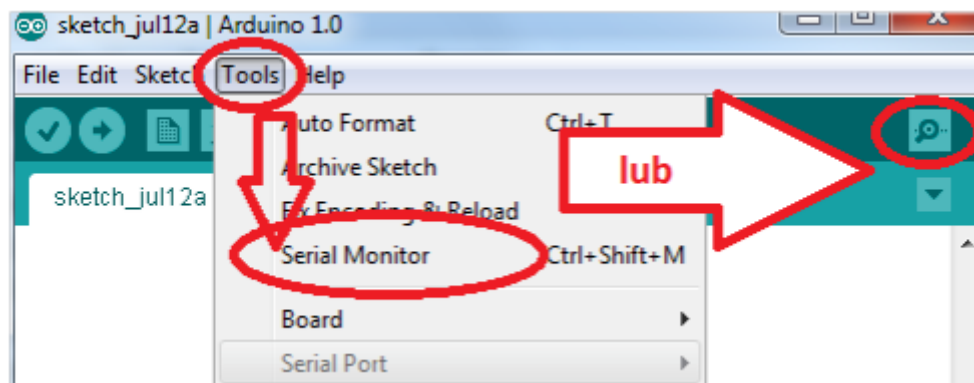 sketch_jul12a | Arduino 1.0
File Edit Sketch Tools Help
Auto Format Ctrl+T
Archive Sketch
lub
sketch_jul12a
Fix Encoding & Reload
Serial Monitor Ctrl+Shift+M
Board
Serial Port